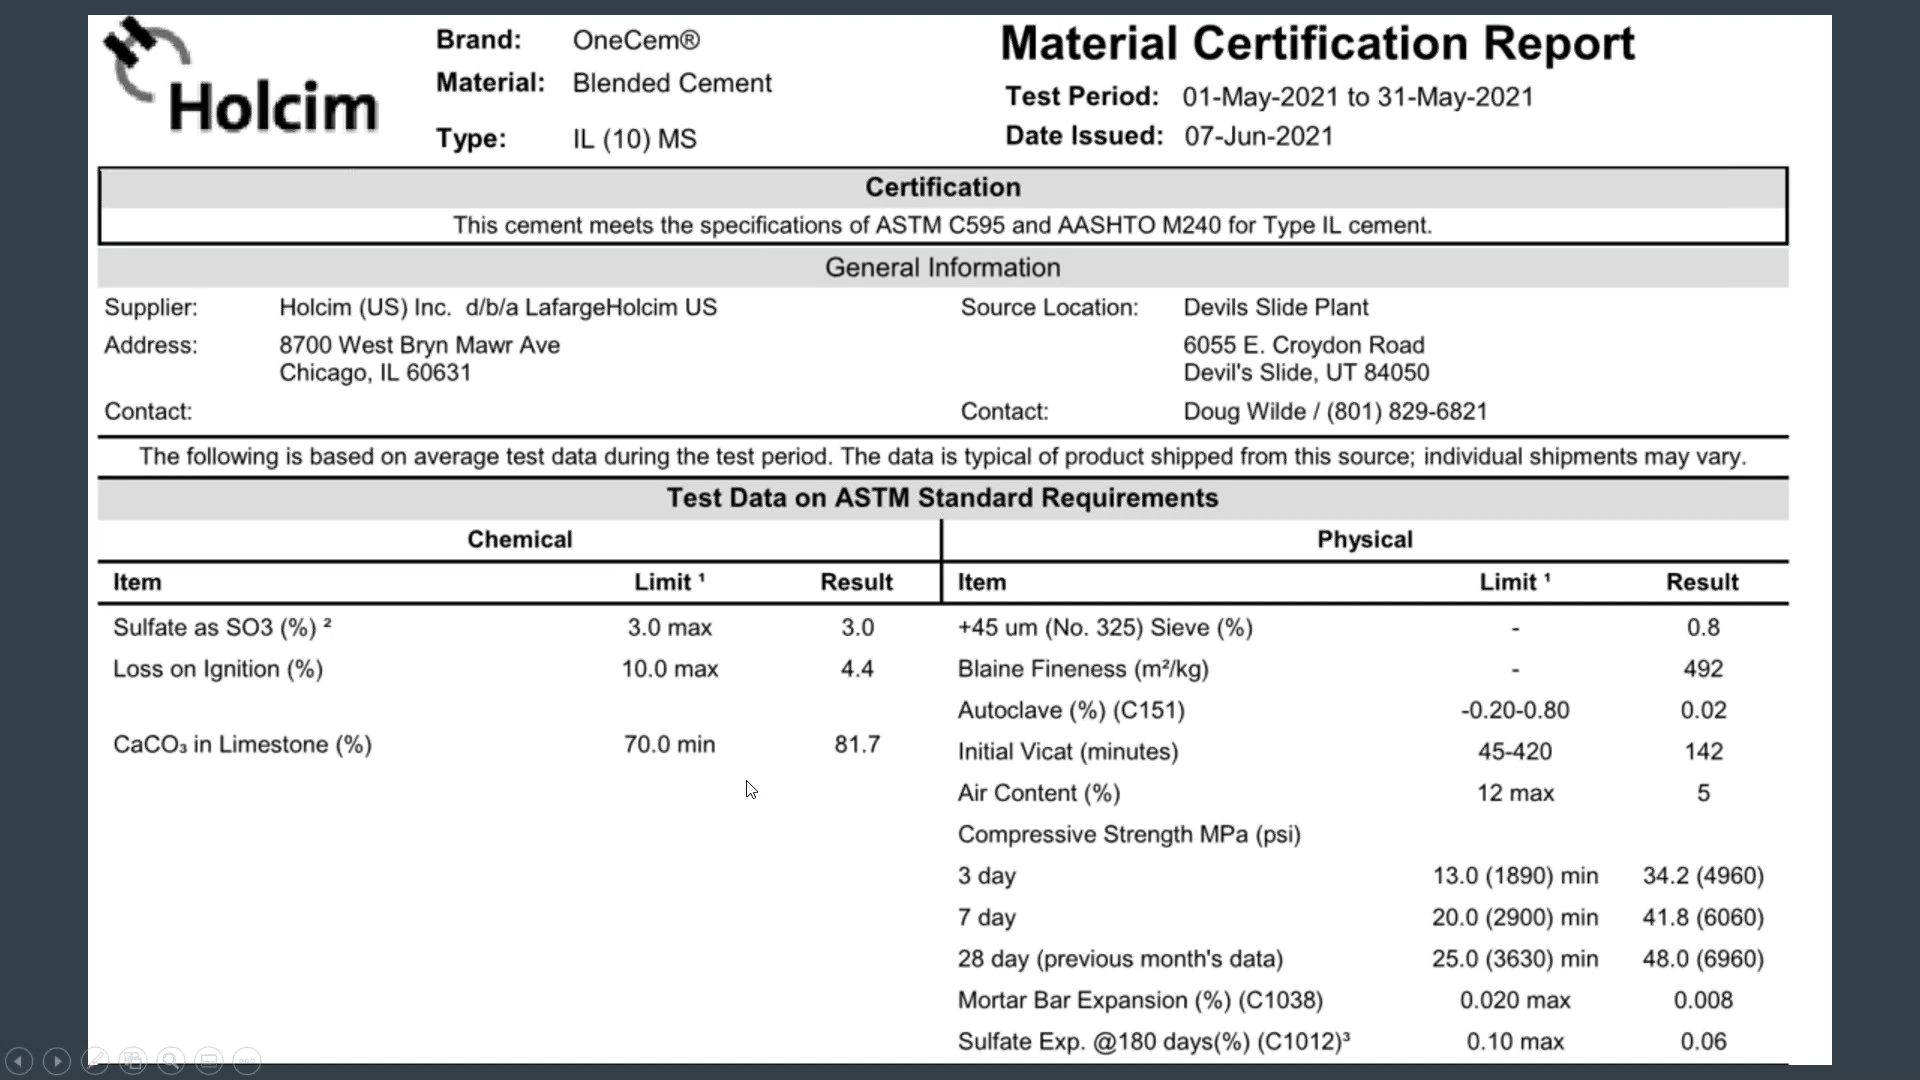 Holcim
Brand: OneCem®
Material: Blended Cement
Type: IL (10) MS
Material Certification Report
Test Period: 01-May-2021 to 31-May-2021
Date Issued: 07-Jun-2021
Certification
This cement meets the specifications of ASTM C595 and AASHTO M240 for Type IL cement.
General Information
Supplier: Holcim (US) Inc. d/b/a LafargeHolcim US
Address: 8700 West Bryn Mawr Ave
Chicago, IL 60631
Contact:
Source Location: Devils Slide Plant
6055 E. Croydon Road
Devil's Slide, UT 84050
Contact: Doug Wilde / (801) 829-6821
The following is based on average test data during the test period. The data is typical of product shipped from this source; individual shipments may vary.
Test Data on ASTM Standard Requirements
Chemical
Item Limit ¹ Result
Sulfate as SO3 (%) ² 3.0 max 3.0
Loss on Ignition (%) 10.0 max 4.4
CaCO₃ in Limestone (%) 70.0 min 81.7
Physical
Item Limit ¹ Result
+45 um (No. 325) Sieve (%) - 0.8
Blaine Fineness (m²/kg) - 492
Autoclave (%) (C151) -0.20-0.80 0.02
Initial Vicat (minutes) 45-420 142
Air Content (%) 12 max 5
Compressive Strength MPa (psi)
3 day 13.0 (1890) min 34.2 (4960)
7 day 20.0 (2900) min 41.8 (6060)
28 day (previous month's data) 25.0 (3630) min 48.0 (6960)
Mortar Bar Expansion (%) (C1038) 0.020 max 0.008
Sulfate Exp. @180 days(%) (C1012)³ 0.10 max 0.06